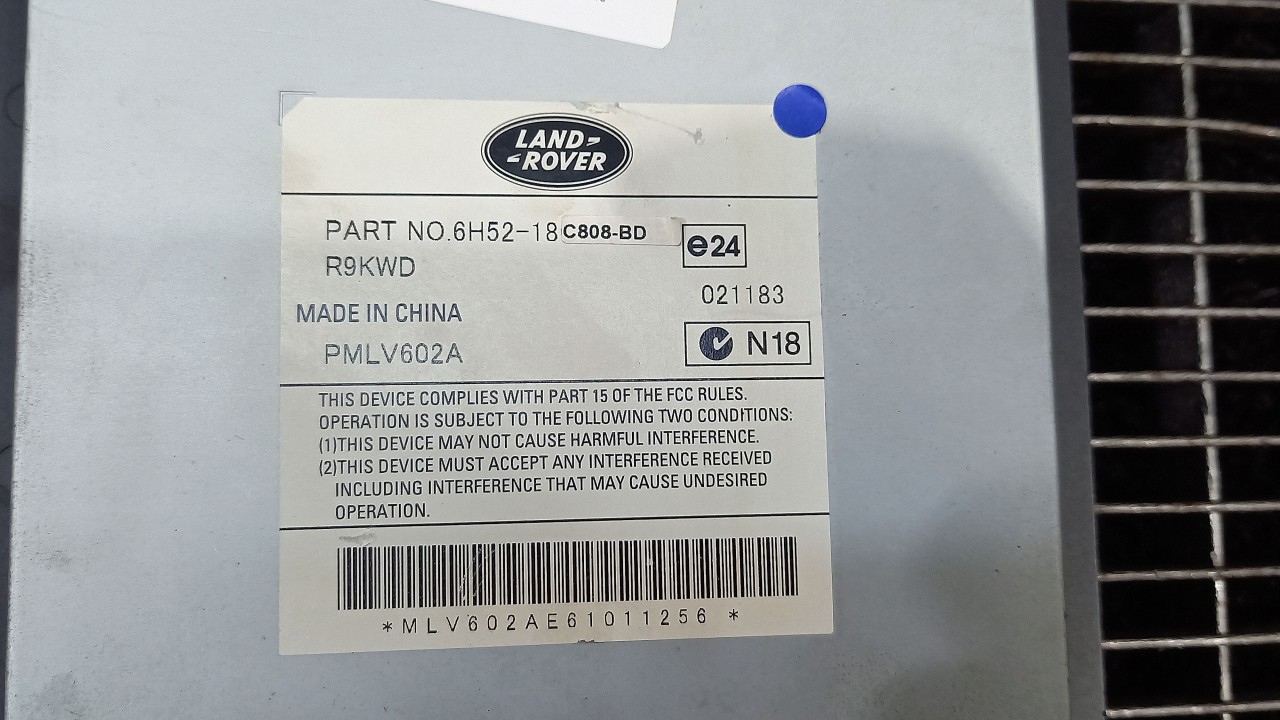 LAND-
-ROVER
PART NO.6H52-18C808-BD
e24
R9KWD
021183
MADE IN CHINA
N18
PMLV602A
THIS DEVICE COMPLIES WITH PART 15 OF THE FCC RULES.
OPERATION IS SUBJECT TO THE FOLLOWING TWO CONDITIONS:
(1)THIS DEVICE MAY NOT CAUSE HARMFUL INTERFERENCE.
(2)THIS DEVICE MUST ACCEPT ANY INTERFERENCE RECEIVED
INCLUDING INTERFERENCE THAT MAY CAUSE UNDESIRED
OPERATION.
*MLV602AE61011256 *